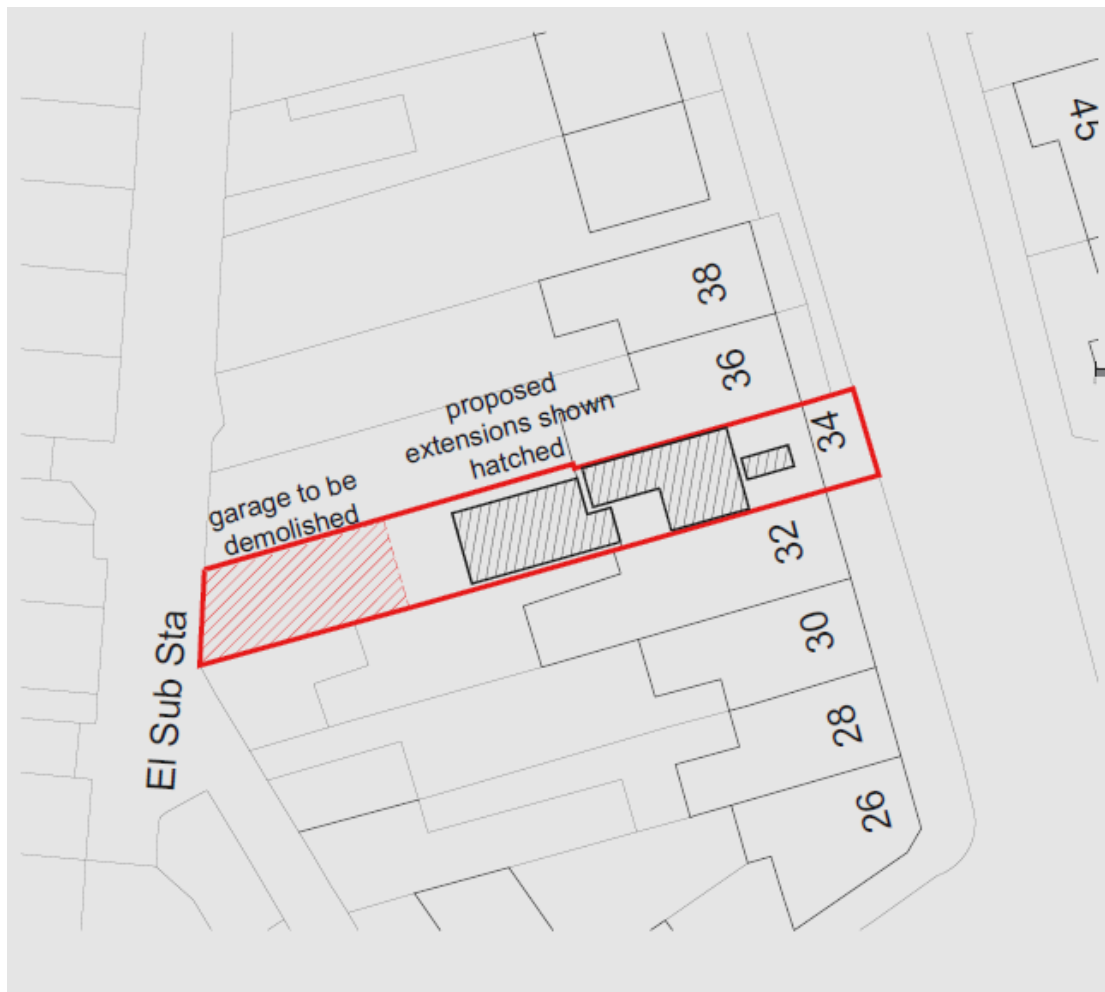 45
38
36
proposed
extensions shown
hatched
34
garage to be
demolished
32
El Sub Sta
30
28
26